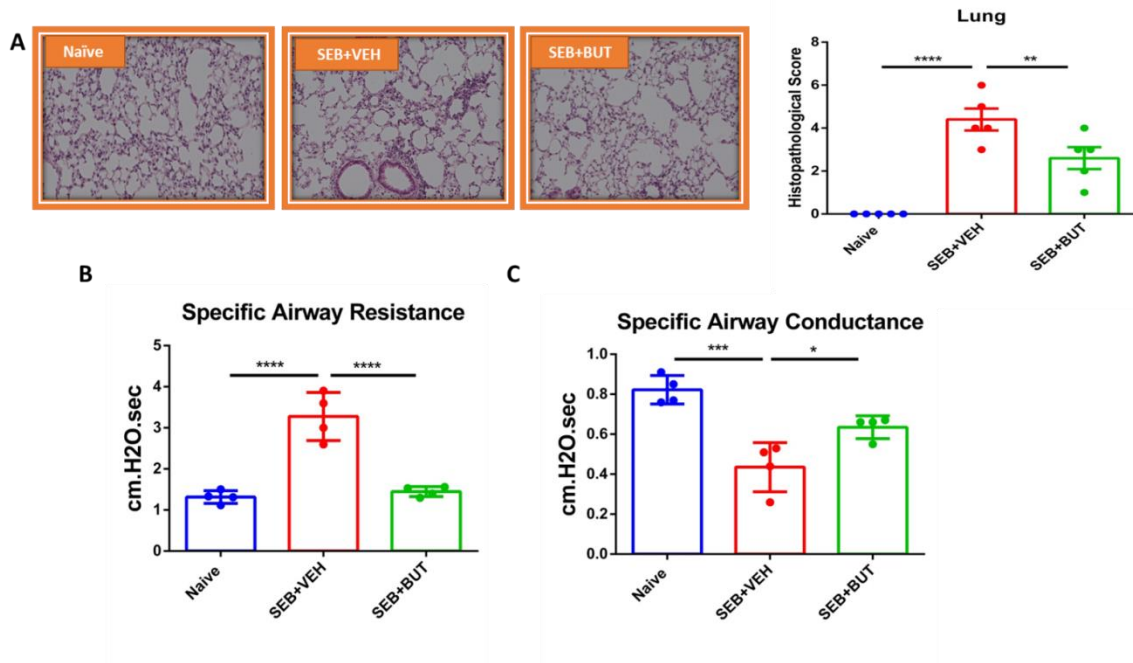 A
Naïve
SEB+VEH
SEB+BUT
Lung
Histopathological Score
8
6
4
2
0
****
**
Naive
SEB+VEH
SEB+BUT
B
Specific Airway Resistance
cm.H2O.sec
5
4
3
2
1
0
****
****
Naive
SEB+VEH
SEB+BUT
C
Specific Airway Conductance
cm.H2O.sec
1.0
0.8
0.6
0.4
0.2
0.0
***
*
Naive
SEB+VEH
SEB+BUT